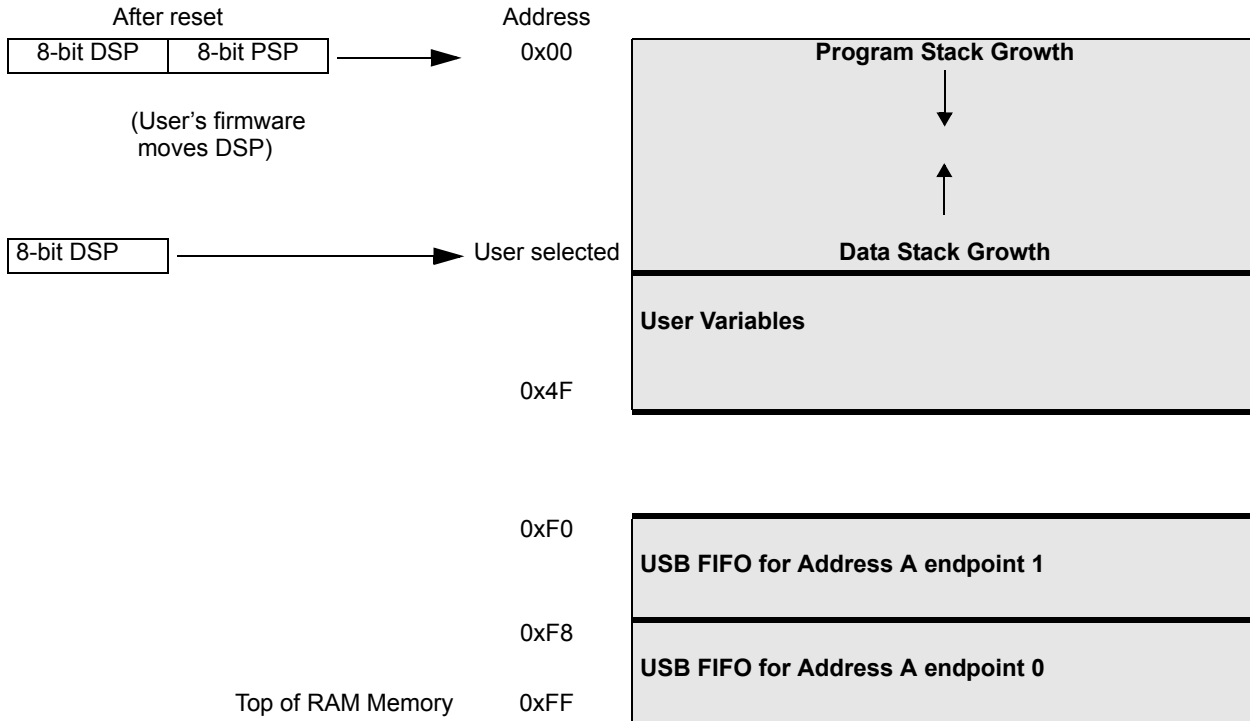 After reset
Address
8-bit DSP 8-bit PSP
0x00
Program Stack Growth
(User's firmware
moves DSP)
8-bit DSP
User selected
Data Stack Growth
User Variables
0x4F
0xF0
USB FIFO for Address A endpoint 1
0xF8
USB FIFO for Address A endpoint 0
Top of RAM Memory
0xFF